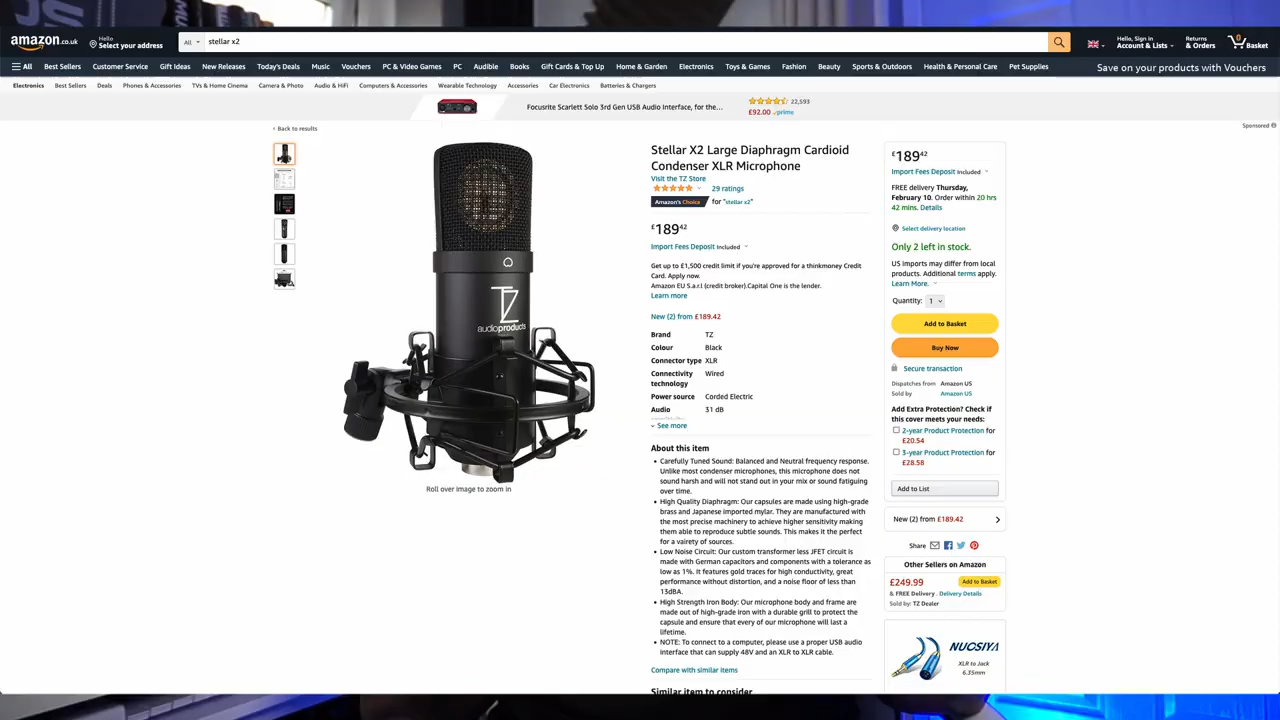 amazon.co.uk
Hello
Select your address
All
stellar x2
Hello, Sign in
Account & Lists
Returns
& Orders
0
Basket
All
Best Sellers
Customer Service
Gift Ideas
New Releases
Today's Deals
Music
Vouchers
PC & Video Games
PC
Audible
Books
Gift Cards & Top Up
Home & Garden
Electronics
Toys & Games
Fashion
Beauty
Sports & Outdoors
Health & Personal Care
Pet Supplies
Save on your products with Vouchers
Electronics
Best Sellers
Deals
Phones & Accessories
TVs & Home Cinema
Camera & Photo
Audio & HiFi
Computers & Accessories
Wearable Technology
Accessories
Car Electronics
Batteries & Chargers
Focusrite Scarlett Solo 3rd Gen USB Audio Interface, for the...
22,593
£92.00 prime
Sponsored
‹ Back to results
TZ
audioproducts
Roll over image to zoom in
Stellar X2 Large Diaphragm Cardioid
Condenser XLR Microphone
Visit the TZ Store
29 ratings
Amazon's Choice for "stellar x2"
£189.42
Import Fees Deposit Included
Get up to £1,500 credit limit if you're approved for a thinkmoney Credit
Card. Apply now.
Amazon EU S.a.r.l (credit broker).Capital One is the lender.
Learn more
New (2) from £189.42
Brand TZ
Colour Black
Connector type XLR
Connectivity Wired
technology
Power source Corded Electric
Audio 31 dB
See more
About this item
• Carefully Tuned Sound: Balanced and Neutral frequency response.
Unlike most condenser microphones, this microphone does not
sound harsh and will not stand out in your mix or sound fatiguing
over time.
• High Quality Diaphragm: Our capsules are made using high-grade
brass and Japanese imported mylar. They are manufactured with
the most precise machinery to achieve higher sensitivity making
them able to reproduce subtle sounds. This makes it the perfect
for a vairety of sources.
• Low Noise Circuit: Our custom transformer less JFET circuit is
made with German capacitors and components with a tolerance as
low as 1%. It features gold traces for high conductivity, great
performance without distortion, and a noise floor of less than
13dBA.
• High Strength Iron Body: Our microphone body and frame are
made out of high-grade iron with a durable grill to protect the
capsule and ensure that every of our microphone will last a
lifetime.
• NOTE: To connect to a computer, please use a proper USB audio
interface that can supply 48V and an XLR to XLR cable.
Compare with similar items
Similar item to consider
£189.42
Import Fees Deposit Included
FREE delivery Thursday,
February 10. Order within 20 hrs
42 mins. Details
Select delivery location
Only 2 left in stock.
US imports may differ from local
products. Additional terms apply.
Learn More.
Quantity: 1
Add to Basket
Buy Now
Secure transaction
Dispatches from Amazon US
Sold by Amazon US
Add Extra Protection? Check if
this cover meets your needs:
2-year Product Protection for
£20.54
3-year Product Protection for
£28.58
Add to List
New (2) from £189.42
Share
Other Sellers on Amazon
£249.99
Add to Basket
& FREE Delivery . Delivery Details
Sold by: TZ Dealer
NUOSIYA
XLR to Jack
6.35mm